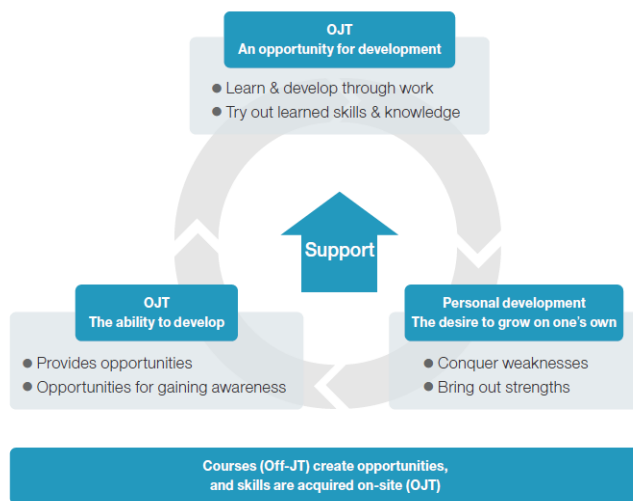 OJT
An opportunity for development
● Learn & develop through work
● Try out learned skills & knowledge
Support
OJT
The ability to develop
● Provides opportunities
● Opportunities for gaining awareness
Personal development
The desire to grow on one's own
● Conquer weaknesses
● Bring out strengths
Courses (Off-JT) create opportunities,
and skills are acquired on-site (OJT)